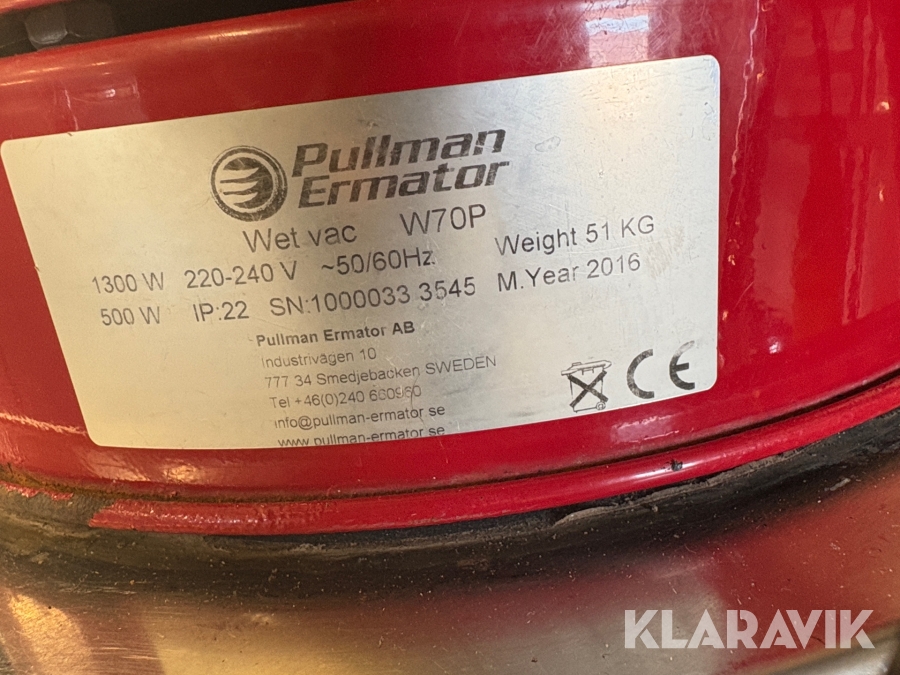 Pullman
Ermator
Wet vac W70P
1300 W 220-240 V ~50/60Hz Weight 51 KG
500 W IP:22 SN:1000033 3545 M.Year 2016
Pullman Ermator AB
Industrivägen 10
777 34 Smedjebacken SWEDEN
Tel +46(0)240 660960
info@pullman-ermator.se
www.pullman-ermator.se
CE
KLARAVIK